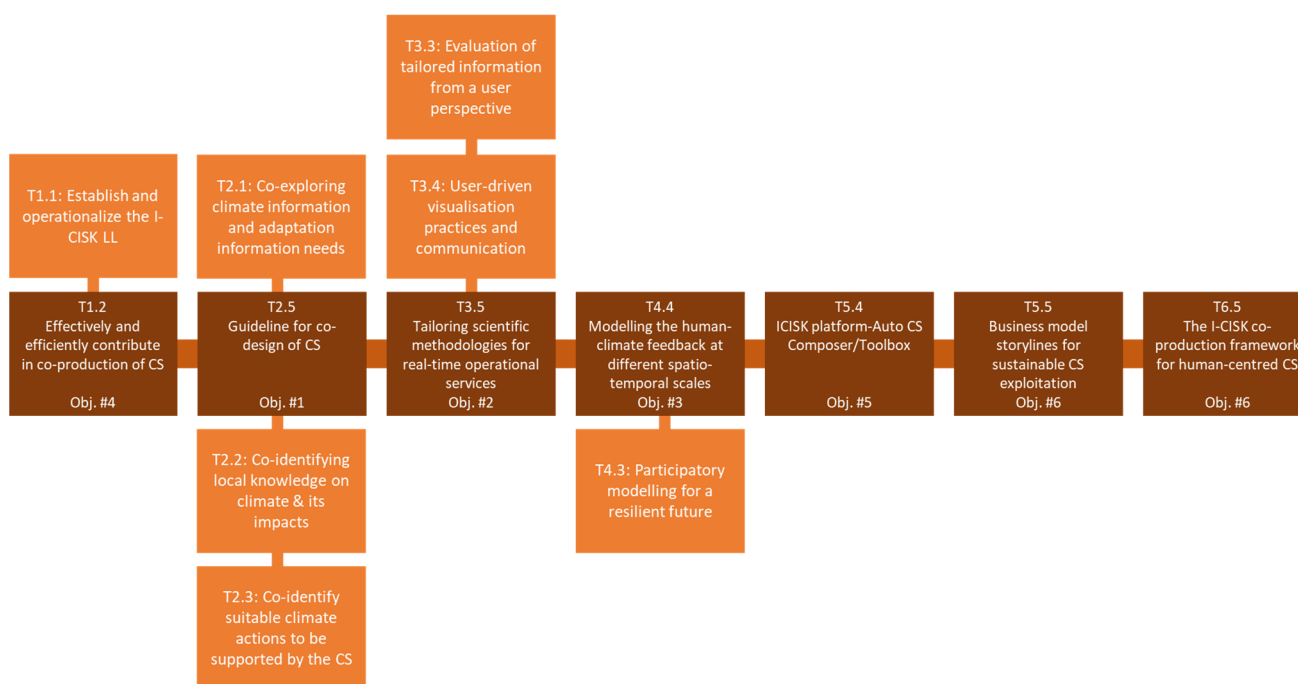 T3.3: Evaluation of
tailored information
from a user
perspective
T1.1: Establish and
operationalize the I-
CISK LL
T2.1: Co-exploring
climate information
and adaptation
information needs
T3.4: User-driven
visualisation
practices and
communication
T1.2
Effectively and
efficiently contribute
in co-production of CS
Obj. #4
T2.5
Guideline for co-
design of CS
Obj. #1
T3.5
Tailoring scientific
methodologies for
real-time operational
services
Obj. #2
T4.4
Modelling the human-
climate feedback at
different spatio-
temporal scales
Obj. #3
T5.4
ICISK platform-Auto CS
Composer/Toolbox
Obj. #5
T5.5
Business model
storylines for
sustainable CS
exploitation
Obj. #6
T6.5
The I-CISK co-
production framework
for human-centred CS
Obj. #6
T2.2: Co-identifying
local knowledge on
climate & its
impacts
T4.3: Participatory
modelling for a
resilient future
T2.3: Co-identify
suitable climate
actions to be
supported by the CS